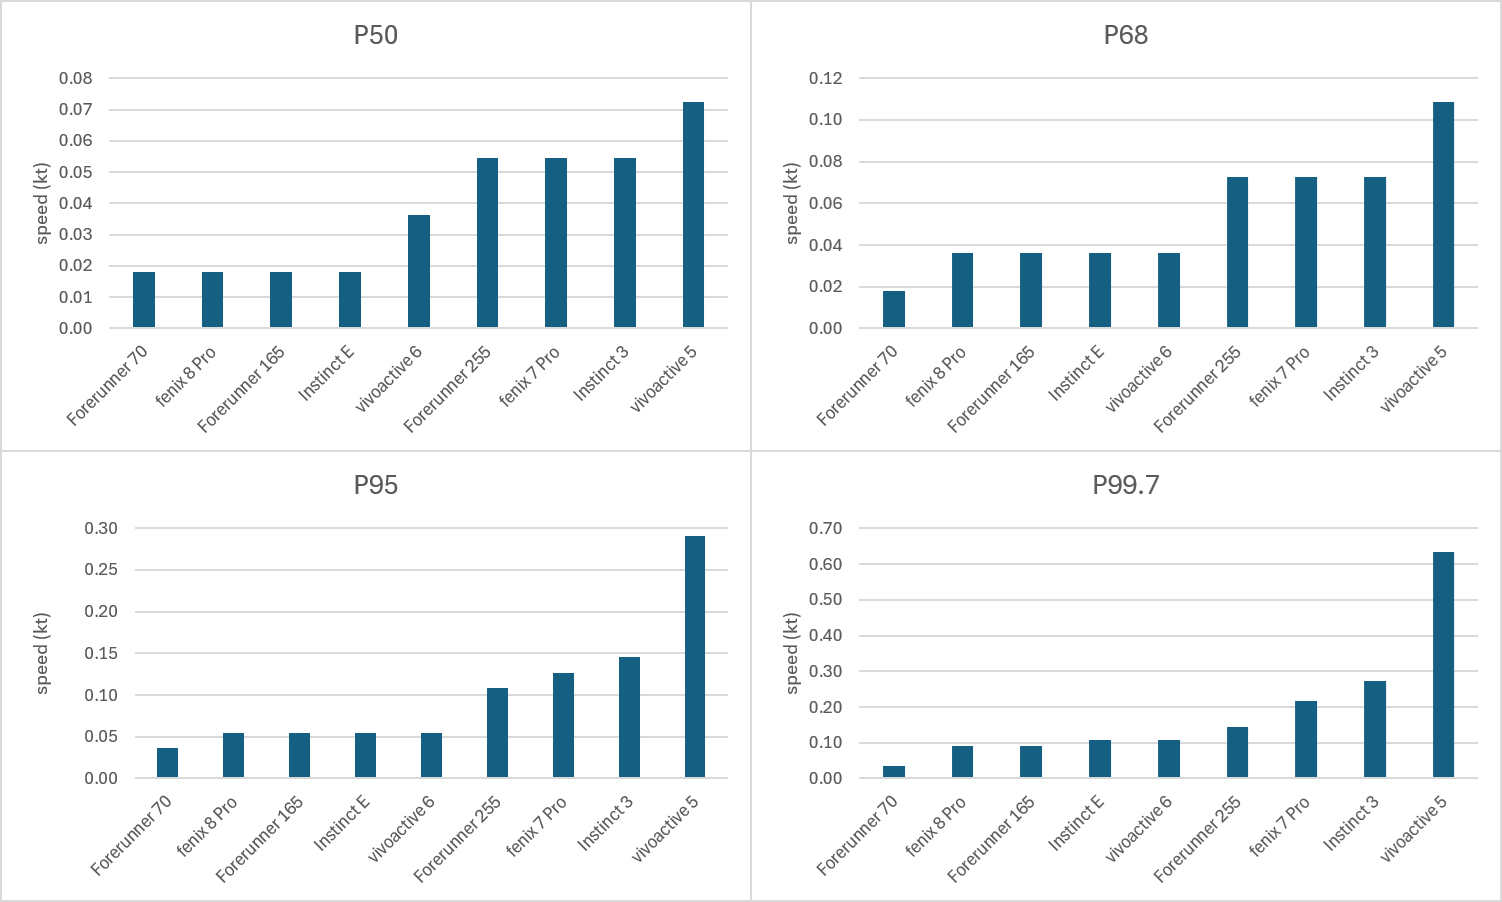 P50
speed (kt)
0.08
0.07
0.06
0.05
0.04
0.03
0.02
0.01
0.00
Forerunner 70
fenix 8 Pro
Forerunner 165
Instinct E
vivoactive 6
Forerunner 255
fenix 7 Pro
Instinct 3
vivoactive 5
P68
speed (kt)
0.12
0.10
0.08
0.06
0.04
0.02
0.00
Forerunner 70
fenix 8 Pro
Forerunner 165
Instinct E
vivoactive 6
Forerunner 255
fenix 7 Pro
Instinct 3
vivoactive 5
P95
speed (kt)
0.30
0.25
0.20
0.15
0.10
0.05
0.00
Forerunner 70
fenix 8 Pro
Forerunner 165
Instinct E
vivoactive 6
Forerunner 255
fenix 7 Pro
Instinct 3
vivoactive 5
P99.7
speed (kt)
0.70
0.60
0.50
0.40
0.30
0.20
0.10
0.00
Forerunner 70
fenix 8 Pro
Forerunner 165
Instinct E
vivoactive 6
Forerunner 255
fenix 7 Pro
Instinct 3
vivoactive 5